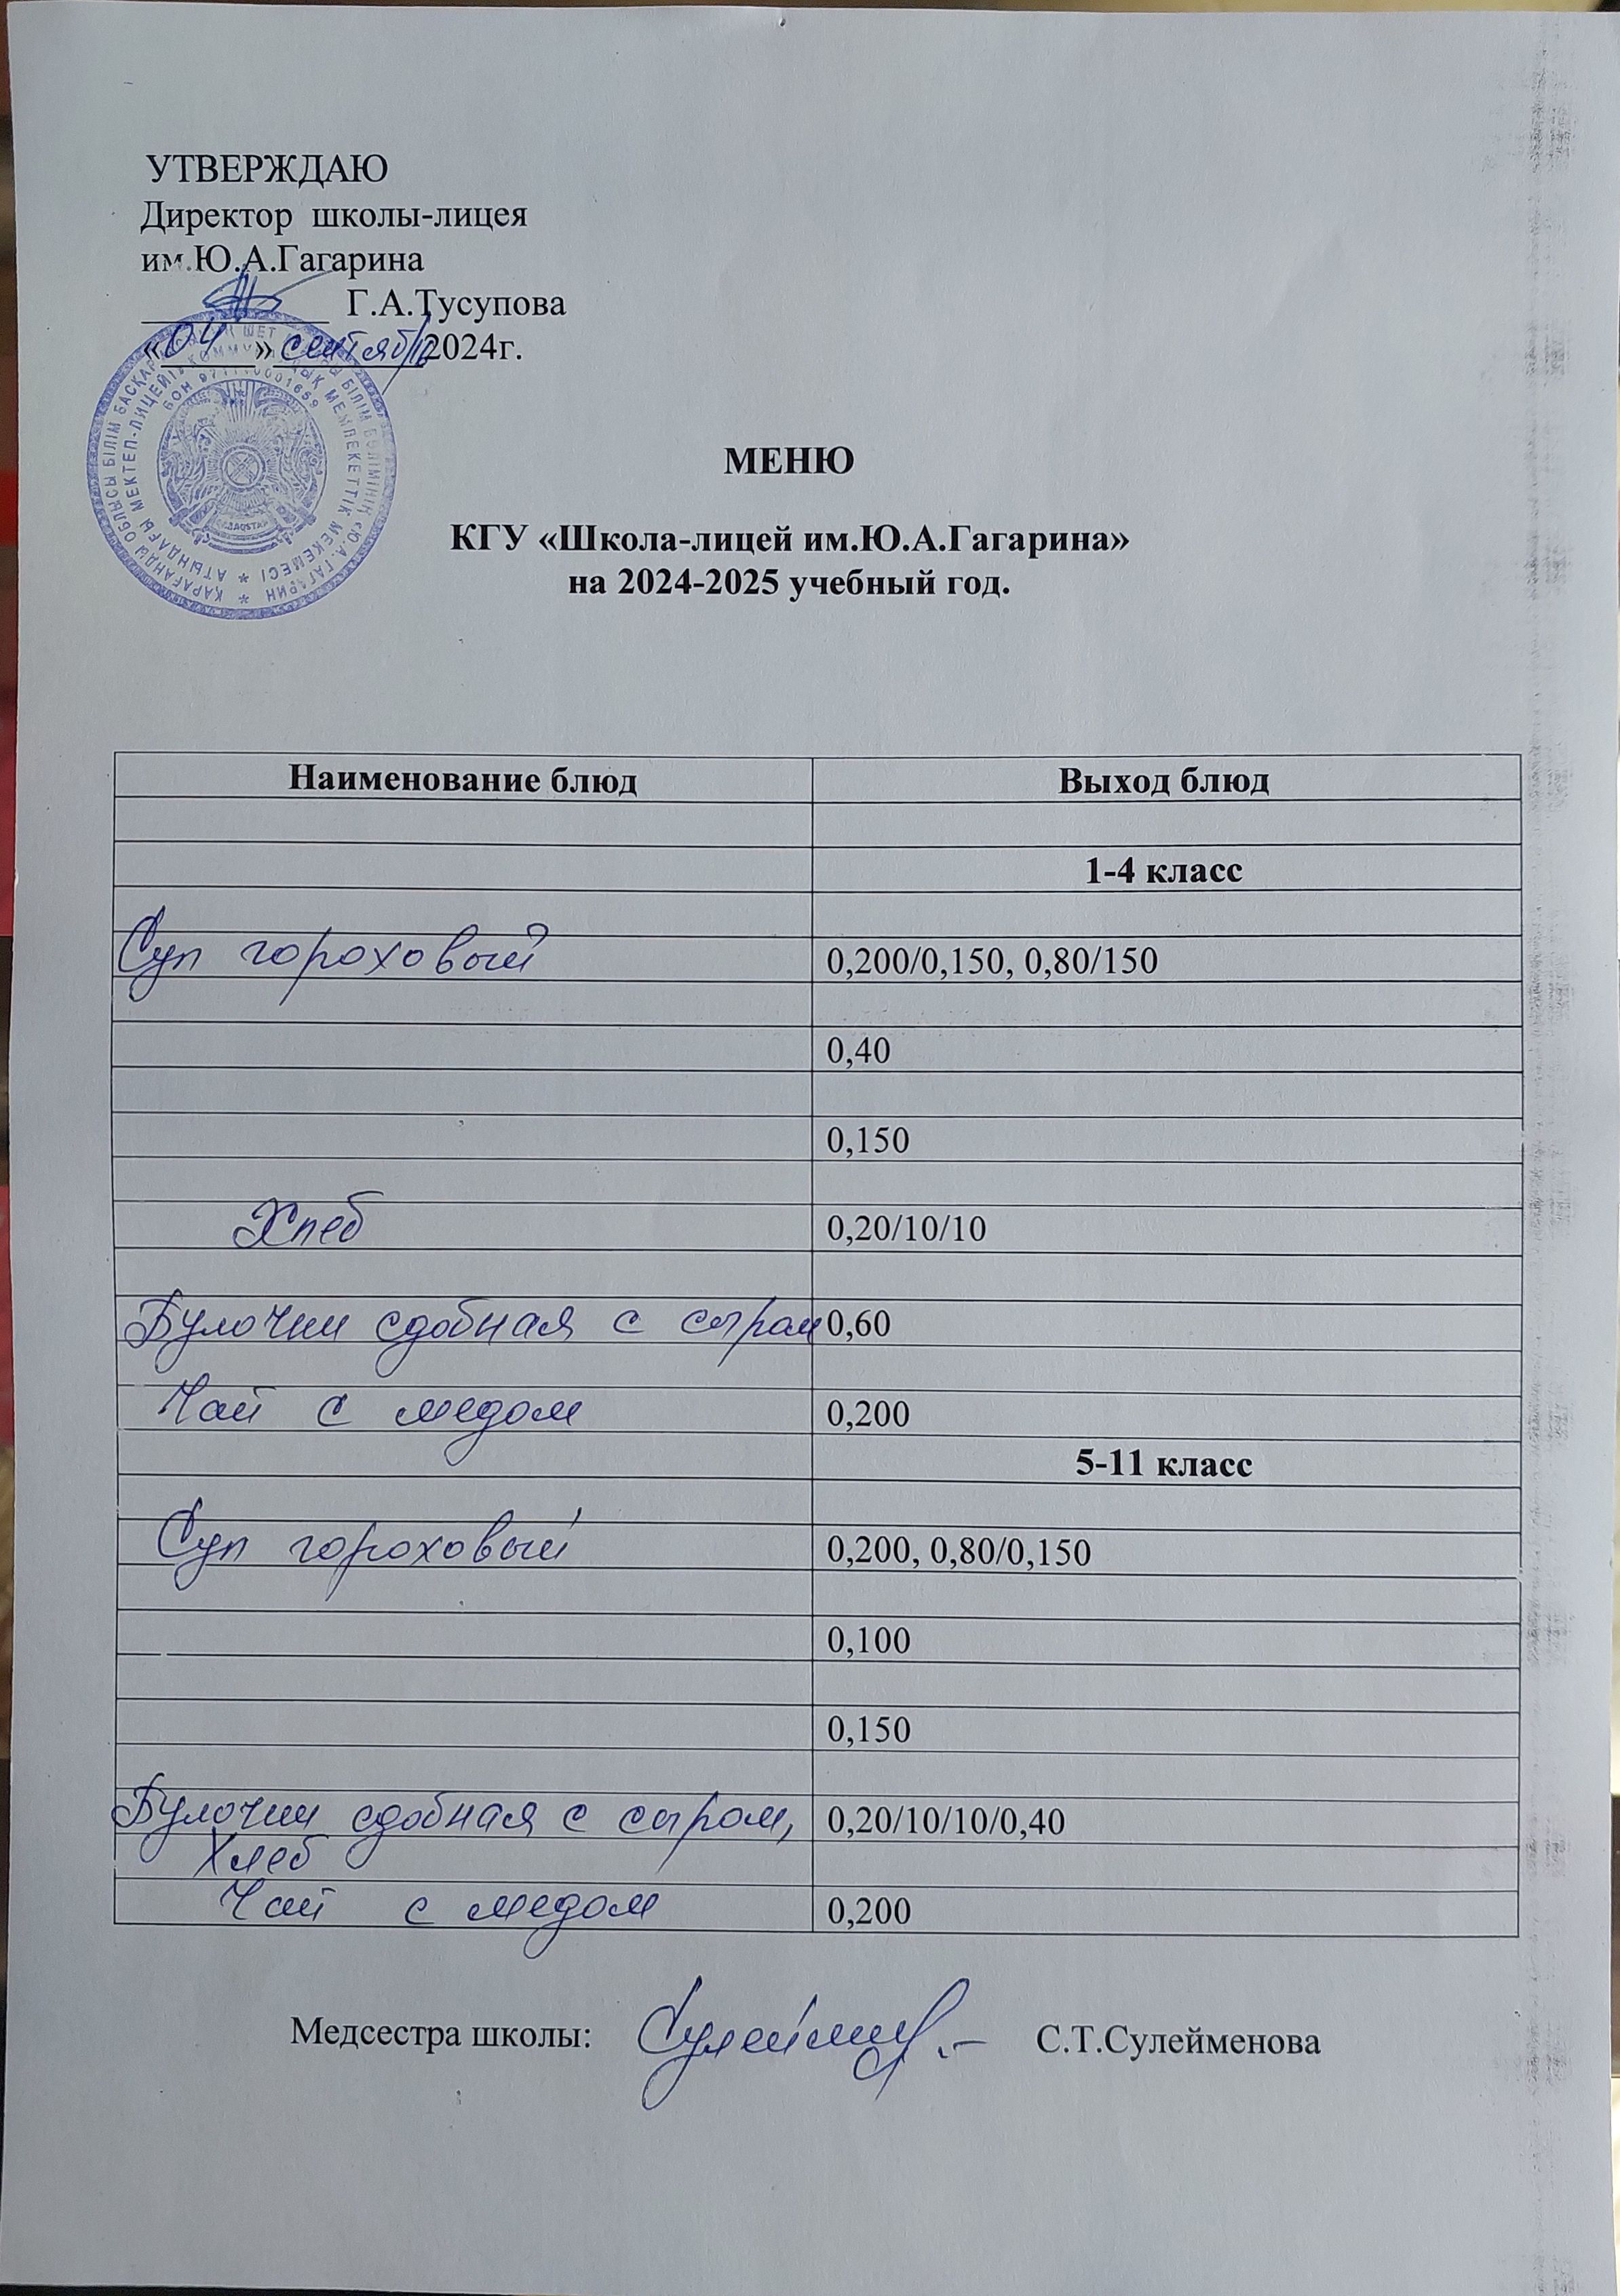 УТВЕРЖДАЮ
Директор школы-лицея
им.Ю.А.Гагарина
Г.А.Тусупова
«04» сентября 2024г.
МЕНЮ
КГУ «Школа-лицей им.Ю.А.Гагарина»
на 2024-2025 учебный год.
Наименование блюд Выход блюд
1-4 класс
Суп гороховый 0,200/0,150, 0,80/150
0,40
0,150
Хлеб 0,20/10/10
Булочки сдобная с сыром 0,60
Чай с медом 0,200
5-11 класс
Суп гороховый 0,200, 0,80/0,150
0,100
0,150
Булочки сдобная с сыром, 0,20/10/10/0,40
Хлеб
Чай с медом 0,200
Медсестра школы: С.Т.Сулейменова